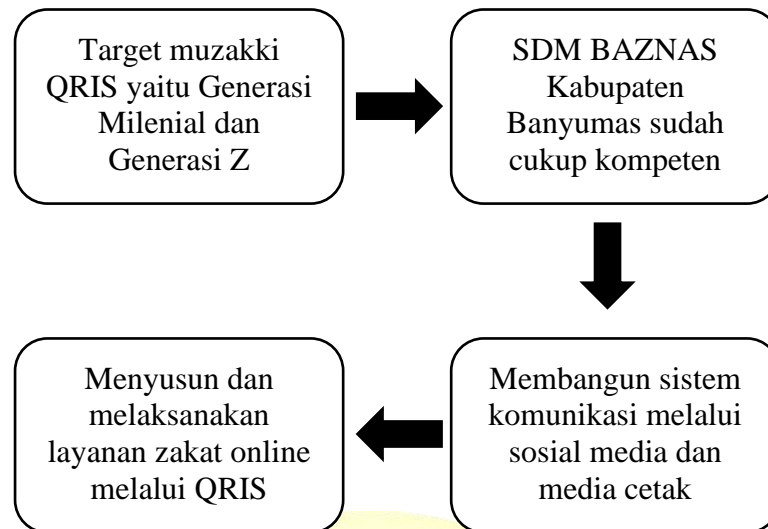 Target muzakki
QRIS yaitu Generasi
Milenial dan
Generasi Z
SDM BAZNAS
Kabupaten
Banyumas sudah
cukup kompeten
Membangun sistem
komunikasi melalui
sosial media dan
media cetak
Menyusun dan
melaksanakan
layanan zakat online
melalui QRIS